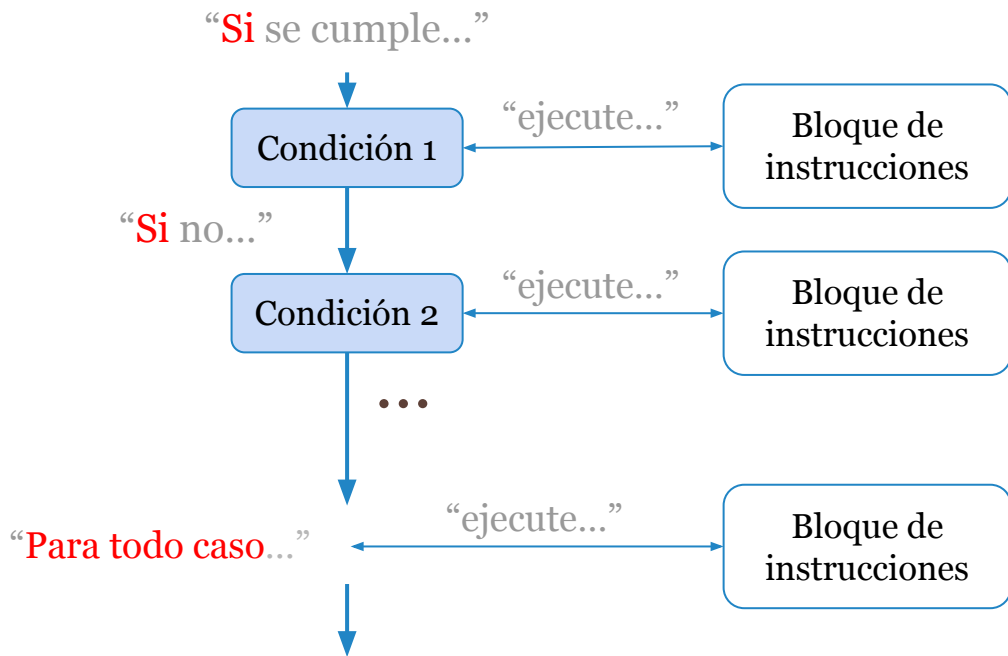 “Si se cumple...”
“ejecute...”
Condición 1
Bloque de
instrucciones
“Si no...”
“ejecute...”
Condición 2
Bloque de
instrucciones
...
“ejecute...”
“Para todo caso...”
Bloque de
instrucciones